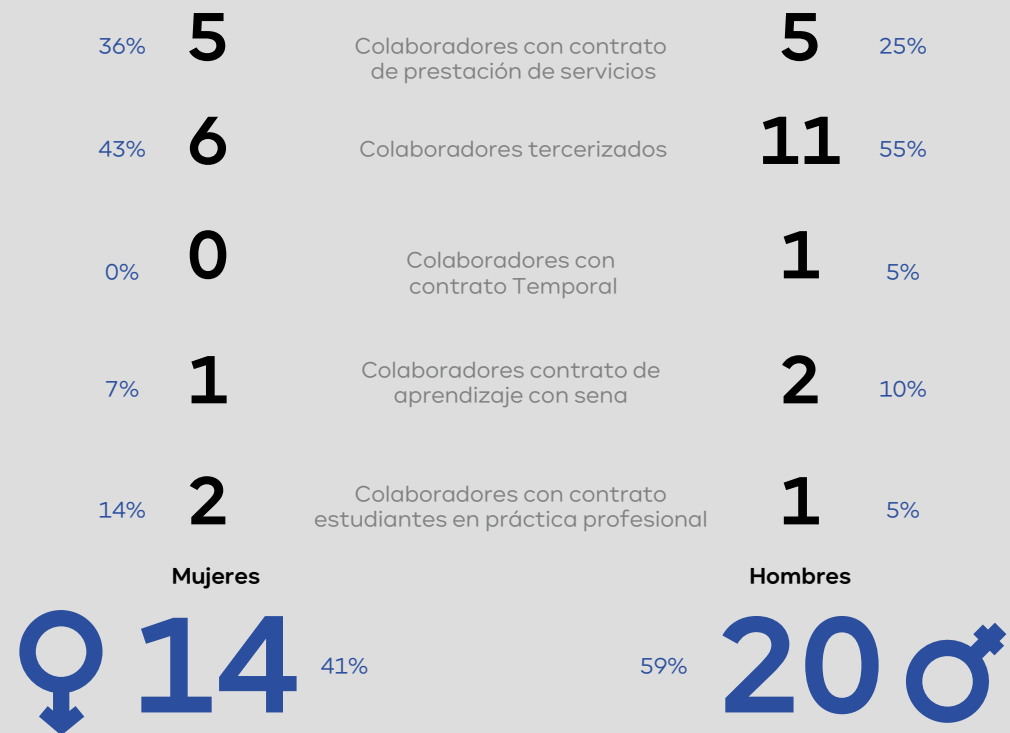 36% 5 Colaboradores con contrato 5 25%
de prestación de servicios
43% 6 Colaboradores tercerizados 11 55%
0% 0 Colaboradores con 1 5%
contrato Temporal
7% 1 Colaboradores contrato de 2 10%
aprendizaje con sena
14% 2 Colaboradores con contrato 1 5%
estudiantes en práctica profesional
Mujeres Hombres
14 41% 59% 20